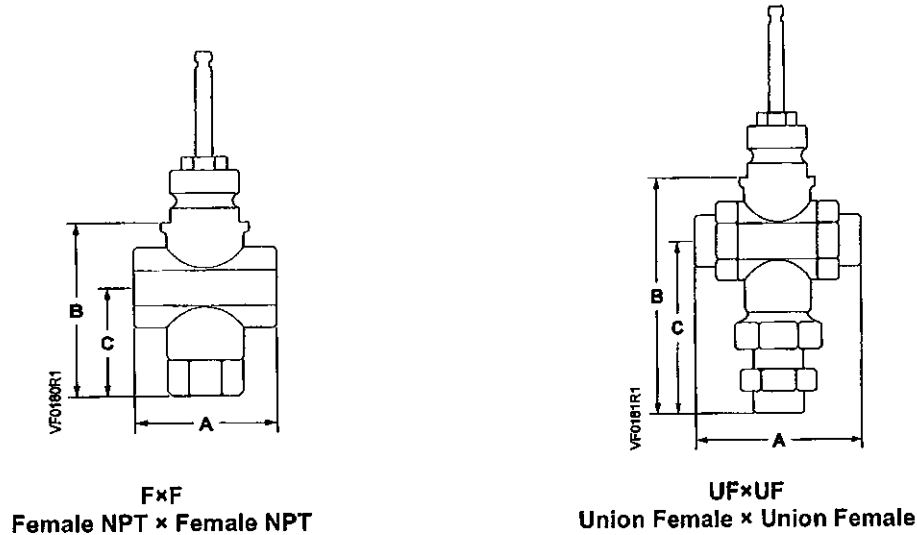 B
C
A
VF0180R1
F×F
Female NPT × Female NPT
B
C
A
VF0181R1
UF×UF
Union Female × Union Female